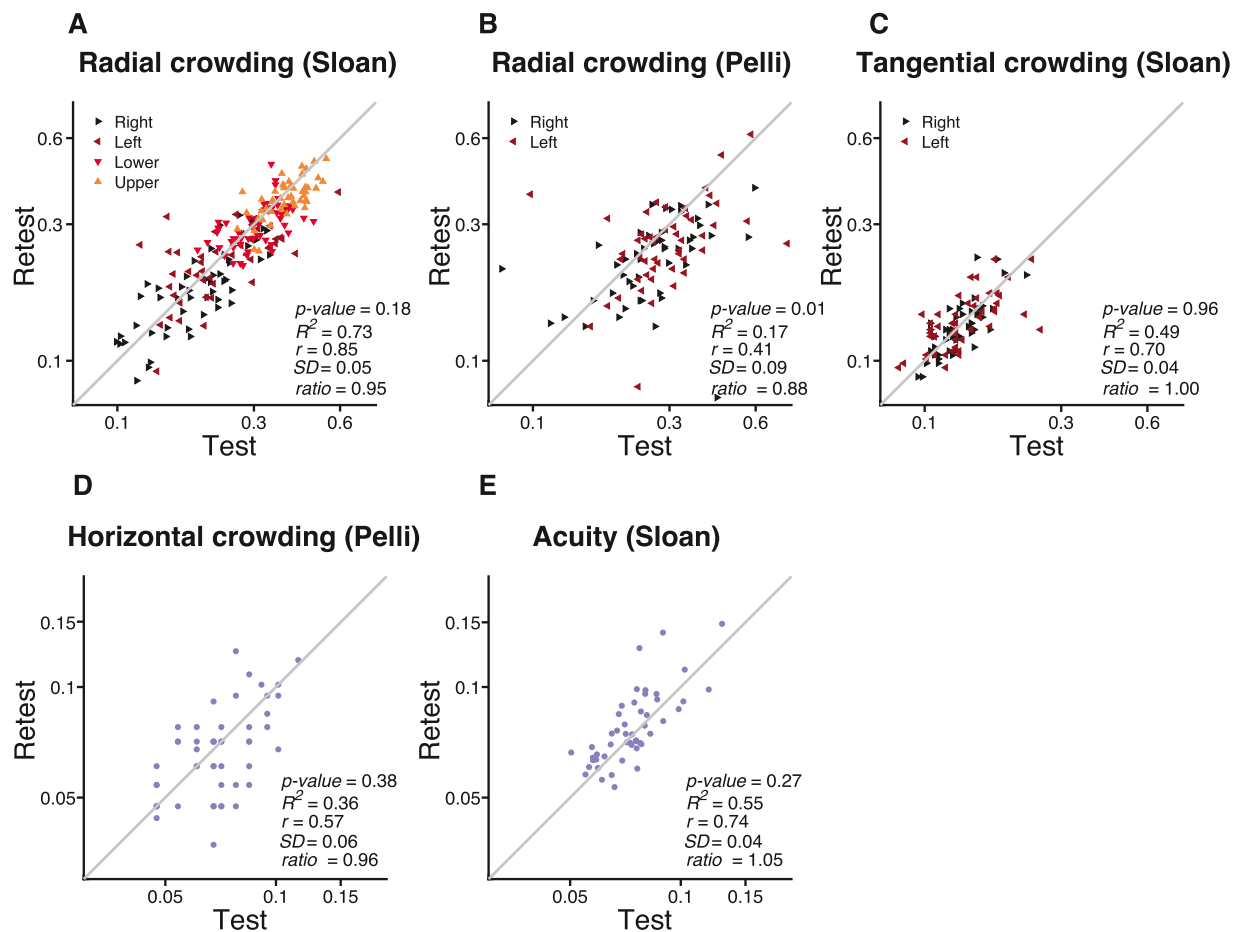 A
Radial crowding (Sloan)
Right
Left
Lower
Upper
0.6
0.3
0.1
Retest
p-value = 0.18
R2 = 0.73
r = 0.85
SD = 0.05
ratio = 0.95
0.1
0.3
0.6
Test
B
Radial crowding (Pelli)
Right
Left
0.6
0.3
0.1
Retest
p-value = 0.01
R2 = 0.17
r = 0.41
SD = 0.09
ratio = 0.88
0.1
0.3
0.6
Test
C
Tangential crowding (Sloan)
Right
Left
0.6
0.3
0.1
Retest
p-value = 0.96
R2 = 0.49
r = 0.70
SD = 0.04
ratio = 1.00
0.1
0.3
0.6
Test
D
Horizontal crowding (Pelli)
0.15
0.1
0.05
Retest
p-value = 0.38
R2 = 0.36
r = 0.57
SD = 0.06
ratio = 0.96
0.05
0.1
0.15
Test
E
Acuity (Sloan)
0.15
0.1
0.05
Retest
p-value = 0.27
R2 = 0.55
r = 0.74
SD = 0.04
ratio = 1.05
0.05
0.1
0.15
Test